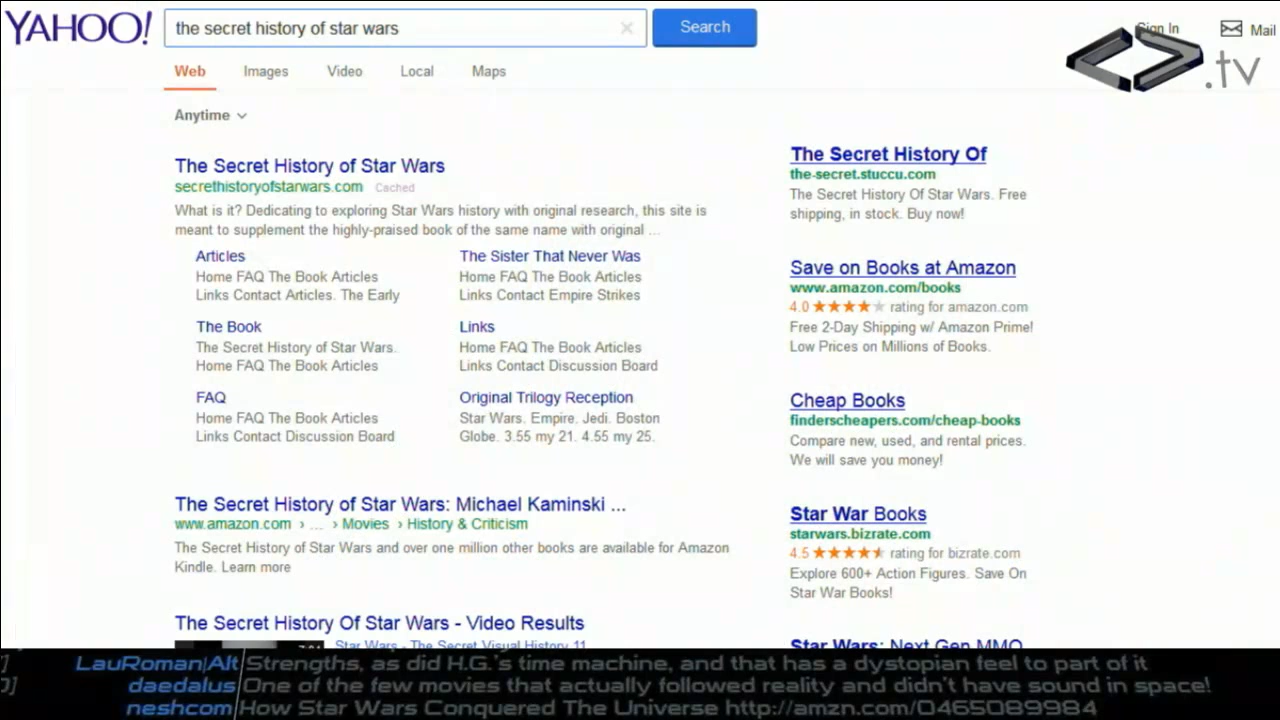 YAHOO!
the secret history of star wars
Search
Sign In
Mail
.tv
Web Images Video Local Maps
Anytime
The Secret History of Star Wars
secrethistoryofstarwars.com Cached
What is it? Dedicating to exploring Star Wars history with original research, this site is
meant to supplement the highly-praised book of the same name with original ...
Articles
Home FAQ The Book Articles
Links Contact Articles. The Early
The Sister That Never Was
Home FAQ The Book Articles
Links Contact Empire Strikes
The Book
The Secret History of Star Wars.
Home FAQ The Book Articles
Links
Home FAQ The Book Articles
Links Contact Discussion Board
FAQ
Home FAQ The Book Articles
Links Contact Discussion Board
Original Trilogy Reception
Star Wars. Empire. Jedi. Boston
Globe. 3.55 my 21. 4.55 my 25.
The Secret History of Star Wars: Michael Kaminski ...
www.amazon.com › ... › Movies › History & Criticism
The Secret History of Star Wars and over one million other books are available for Amazon
Kindle. Learn more
The Secret History Of Star Wars - Video Results
Star Wars - The Secret Visual History 11
The Secret History Of
the-secret.stuccu.com
The Secret History Of Star Wars. Free
shipping, in stock. Buy now!
Save on Books at Amazon
www.amazon.com/books
4.0 ★★★★★ rating for amazon.com
Free 2-Day Shipping w/ Amazon Prime!
Low Prices on Millions of Books.
Cheap Books
finderscheapers.com/cheap-books
Compare new, used, and rental prices.
We will save you money!
Star War Books
starwars.bizrate.com
4.5 ★★★★★ rating for bizrate.com
Explore 600+ Action Figures. Save On
Star War Books!
Star Wars: Next Gen MMO
LauRoman|Alt Strengths, as did H.G.'s time machine, and that has a dystopian feel to part of it
daedalus One of the few movies that actually followed reality and didn't have sound in space!
neshcom How Star Wars Conquered The Universe http://amzn.com/0465089984